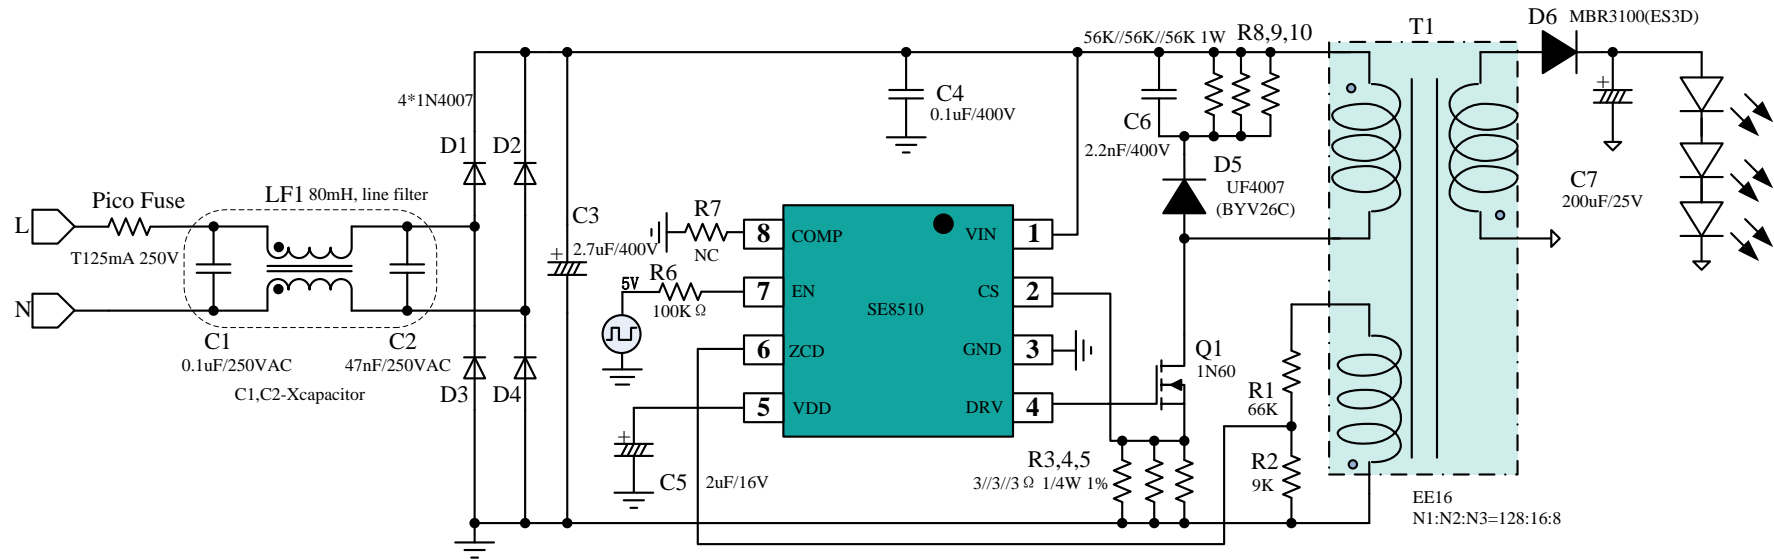 56K//56K//56K 1W
R8,9,10
T1
D6
MBR3100(ES3D)
4*1N4007
C4
0.1uF/400V
C6
2.2nF/400V
D1
D2
D5
UF4007
(BYV26C)
C7
200uF/25V
Pico Fuse
LF1
80mH, line filter
L
T125mA 250V
N
C1
0.1uF/250VAC
C2
47nF/250VAC
C1,C2-Xcapacitor
D3
D4
C3
2.7uF/400V
R7
NC
R6
5V
100K Ω
8
COMP
VIN
1
7
EN
CS
2
SE8510
6
ZCD
GND
3
5
VDD
DRV
4
Q1
1N60
R1
66K
R2
9K
C5
2uF/16V
R3,4,5
3//3//3 Ω 1/4W 1%
EE16
N1:N2:N3=128:16:8